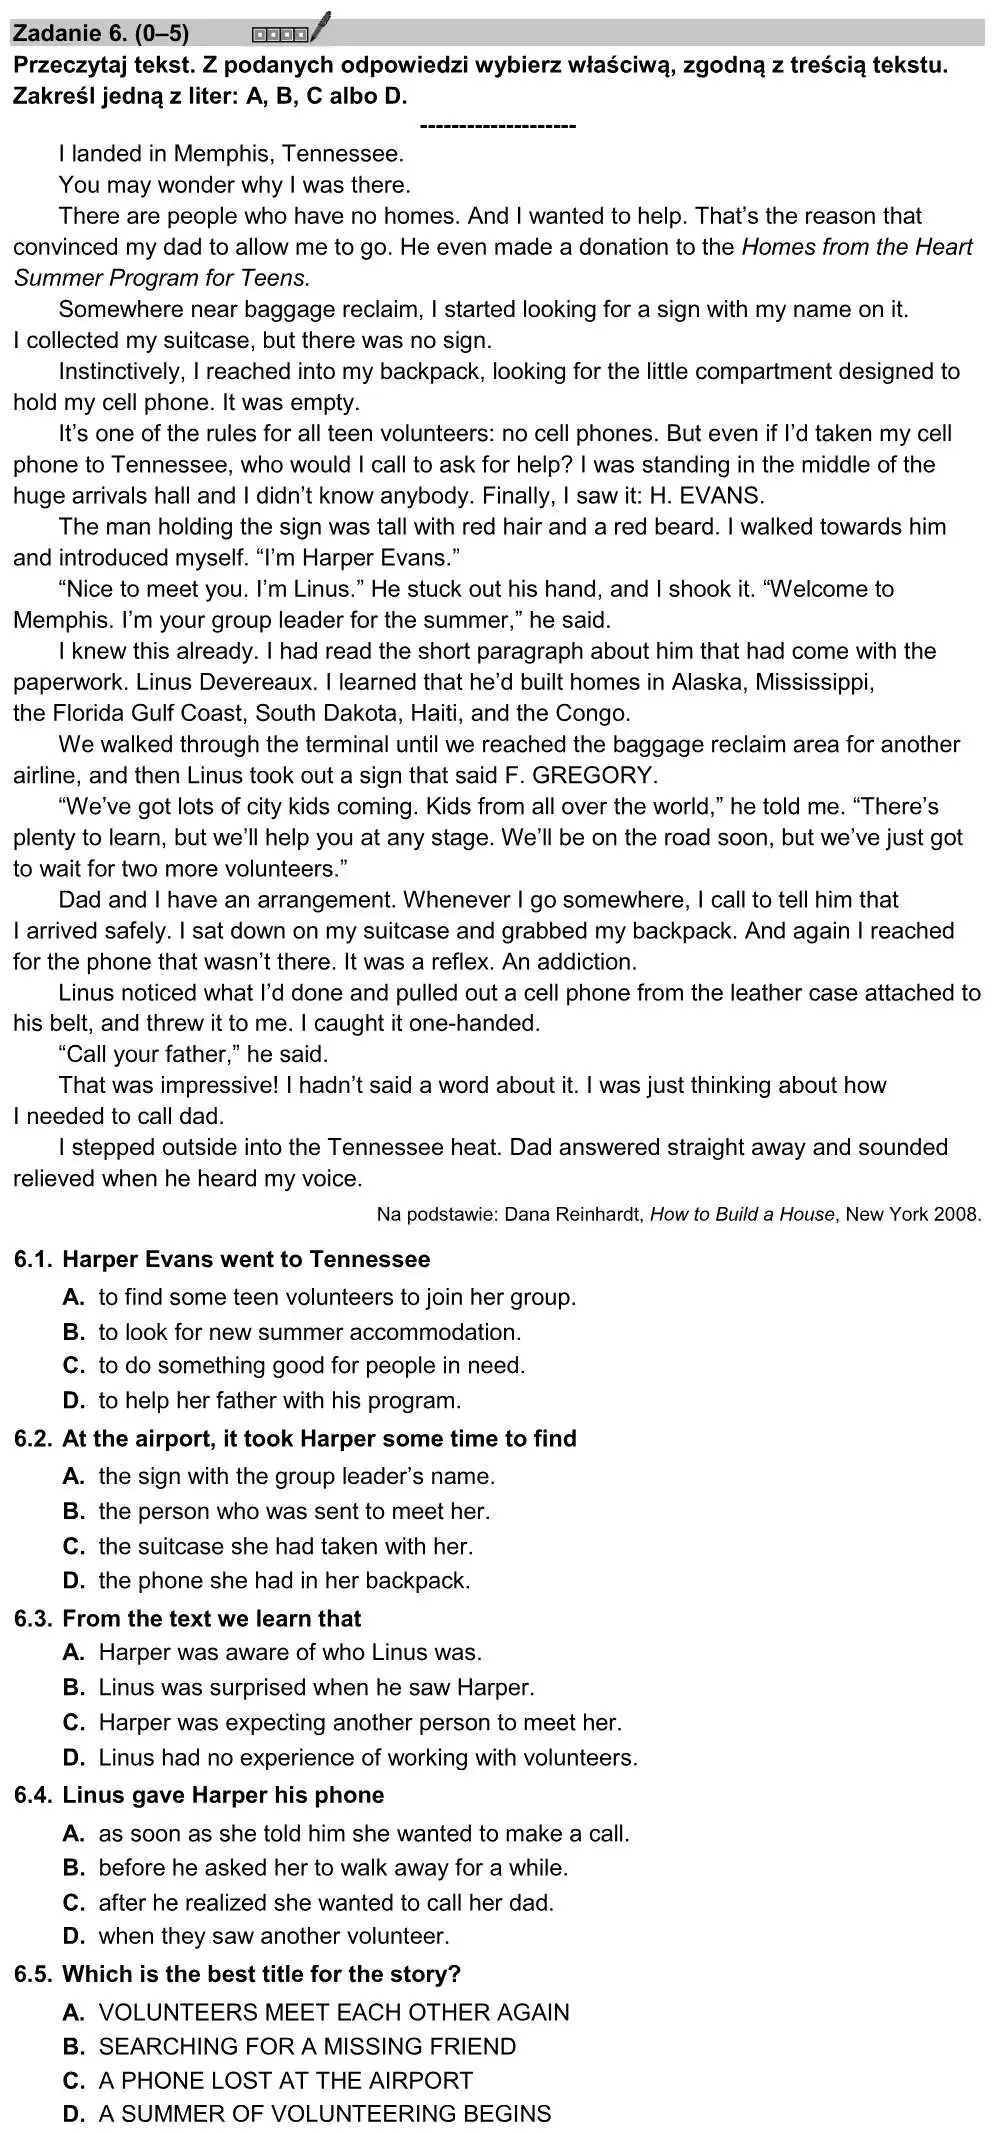 Zadanie 6. (0–5)
Przeczytaj tekst. Z podanych odpowiedzi wybierz właściwą, zgodną z treścią tekstu.
Zakreśl jedną z liter: A, B, C albo D.
--------------------
I landed in Memphis, Tennessee.
You may wonder why I was there.
There are people who have no homes. And I wanted to help. That’s the reason that
convinced my dad to allow me to go. He even made a donation to the Homes from the Heart
Summer Program for Teens.
Somewhere near baggage reclaim, I started looking for a sign with my name on it.
I collected my suitcase, but there was no sign.
Instinctively, I reached into my backpack, looking for the little compartment designed to
hold my cell phone. It was empty.
It’s one of the rules for all teen volunteers: no cell phones. But even if I’d taken my cell
phone to Tennessee, who would I call to ask for help? I was standing in the middle of the
huge arrivals hall and I didn’t know anybody. Finally, I saw it: H. EVANS.
The man holding the sign was tall with red hair and a red beard. I walked towards him
and introduced myself. “I’m Harper Evans.”
“Nice to meet you. I’m Linus.” He stuck out his hand, and I shook it. “Welcome to
Memphis. I’m your group leader for the summer,” he said.
I knew this already. I had read the short paragraph about him that had come with the
paperwork. Linus Devereaux. I learned that he’d built homes in Alaska, Mississippi,
the Florida Gulf Coast, South Dakota, Haiti, and the Congo.
We walked through the terminal until we reached the baggage reclaim area for another
airline, and then Linus took out a sign that said F. GREGORY.
“We’ve got lots of city kids coming. Kids from all over the world,” he told me. “There’s
plenty to learn, but we’ll help you at any stage. We’ll be on the road soon, but we’ve just got
to wait for two more volunteers.”
Dad and I have an arrangement. Whenever I go somewhere, I call to tell him that
I arrived safely. I sat down on my suitcase and grabbed my backpack. And again I reached
for the phone that wasn’t there. It was a reflex. An addiction.
Linus noticed what I’d done and pulled out a cell phone from the leather case attached to
his belt, and threw it to me. I caught it one-handed.
“Call your father,” he said.
That was impressive! I hadn’t said a word about it. I was just thinking about how
I needed to call dad.
I stepped outside into the Tennessee heat. Dad answered straight away and sounded
relieved when he heard my voice.
Na podstawie: Dana Reinhardt, How to Build a House, New York 2008.
6.1. Harper Evans went to Tennessee
A. to find some teen volunteers to join her group.
B. to look for new summer accommodation.
C. to do something good for people in need.
D. to help her father with his program.
6.2. At the airport, it took Harper some time to find
A. the sign with the group leader’s name.
B. the person who was sent to meet her.
C. the suitcase she had taken with her.
D. the phone she had in her backpack.
6.3. From the text we learn that
A. Harper was aware of who Linus was.
B. Linus was surprised when he saw Harper.
C. Harper was expecting another person to meet her.
D. Linus had no experience of working with volunteers.
6.4. Linus gave Harper his phone
A. as soon as she told him she wanted to make a call.
B. before he asked her to walk away for a while.
C. after he realized she wanted to call her dad.
D. when they saw another volunteer.
6.5. Which is the best title for the story?
A. VOLUNTEERS MEET EACH OTHER AGAIN
B. SEARCHING FOR A MISSING FRIEND
C. A PHONE LOST AT THE AIRPORT
D. A SUMMER OF VOLUNTEERING BEGINS